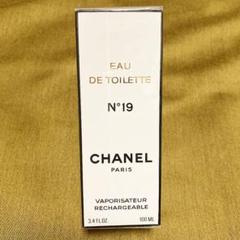 EAU
DE TOILETTE
N°19
CHANEL
PARIS
VAPORISATEUR
RECHARGEABLE
3.4 FL.OZ. 100 ML